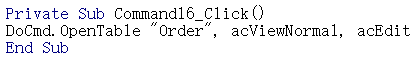 Private Sub Command16_Click()
DoCmd.OpenTable "Order", acViewNormal, acEdit
End Sub